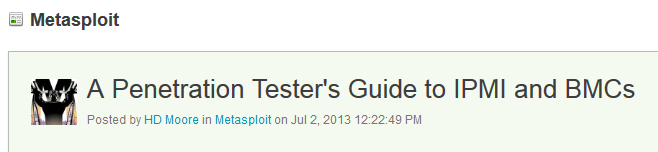 Metasploit
A Penetration Tester's Guide to IPMI and BMCs
Posted by HD Moore in Metasploit on Jul 2, 2013 12:22:49 PM